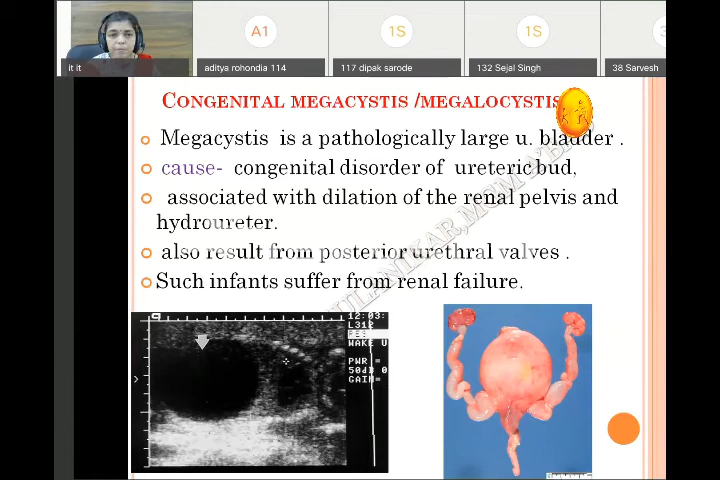 A1
1S
1S
it it
aditya rohondia 114
117 dipak sarode
132 Sejal Singh
38 Sarvesh
CONGENITAL MEGACYSTIS /MEGALOCYSTIS
Megacystis is a pathologically large u. bladder .
cause- congenital disorder of ureteric bud,
associated with dilation of the renal pelvis and
hydroureter.
also result from posterior urethral valves .
Such infants suffer from renal failure.
12:03:
L312
WAKE U
PWR =
50dB 0
GAIN=